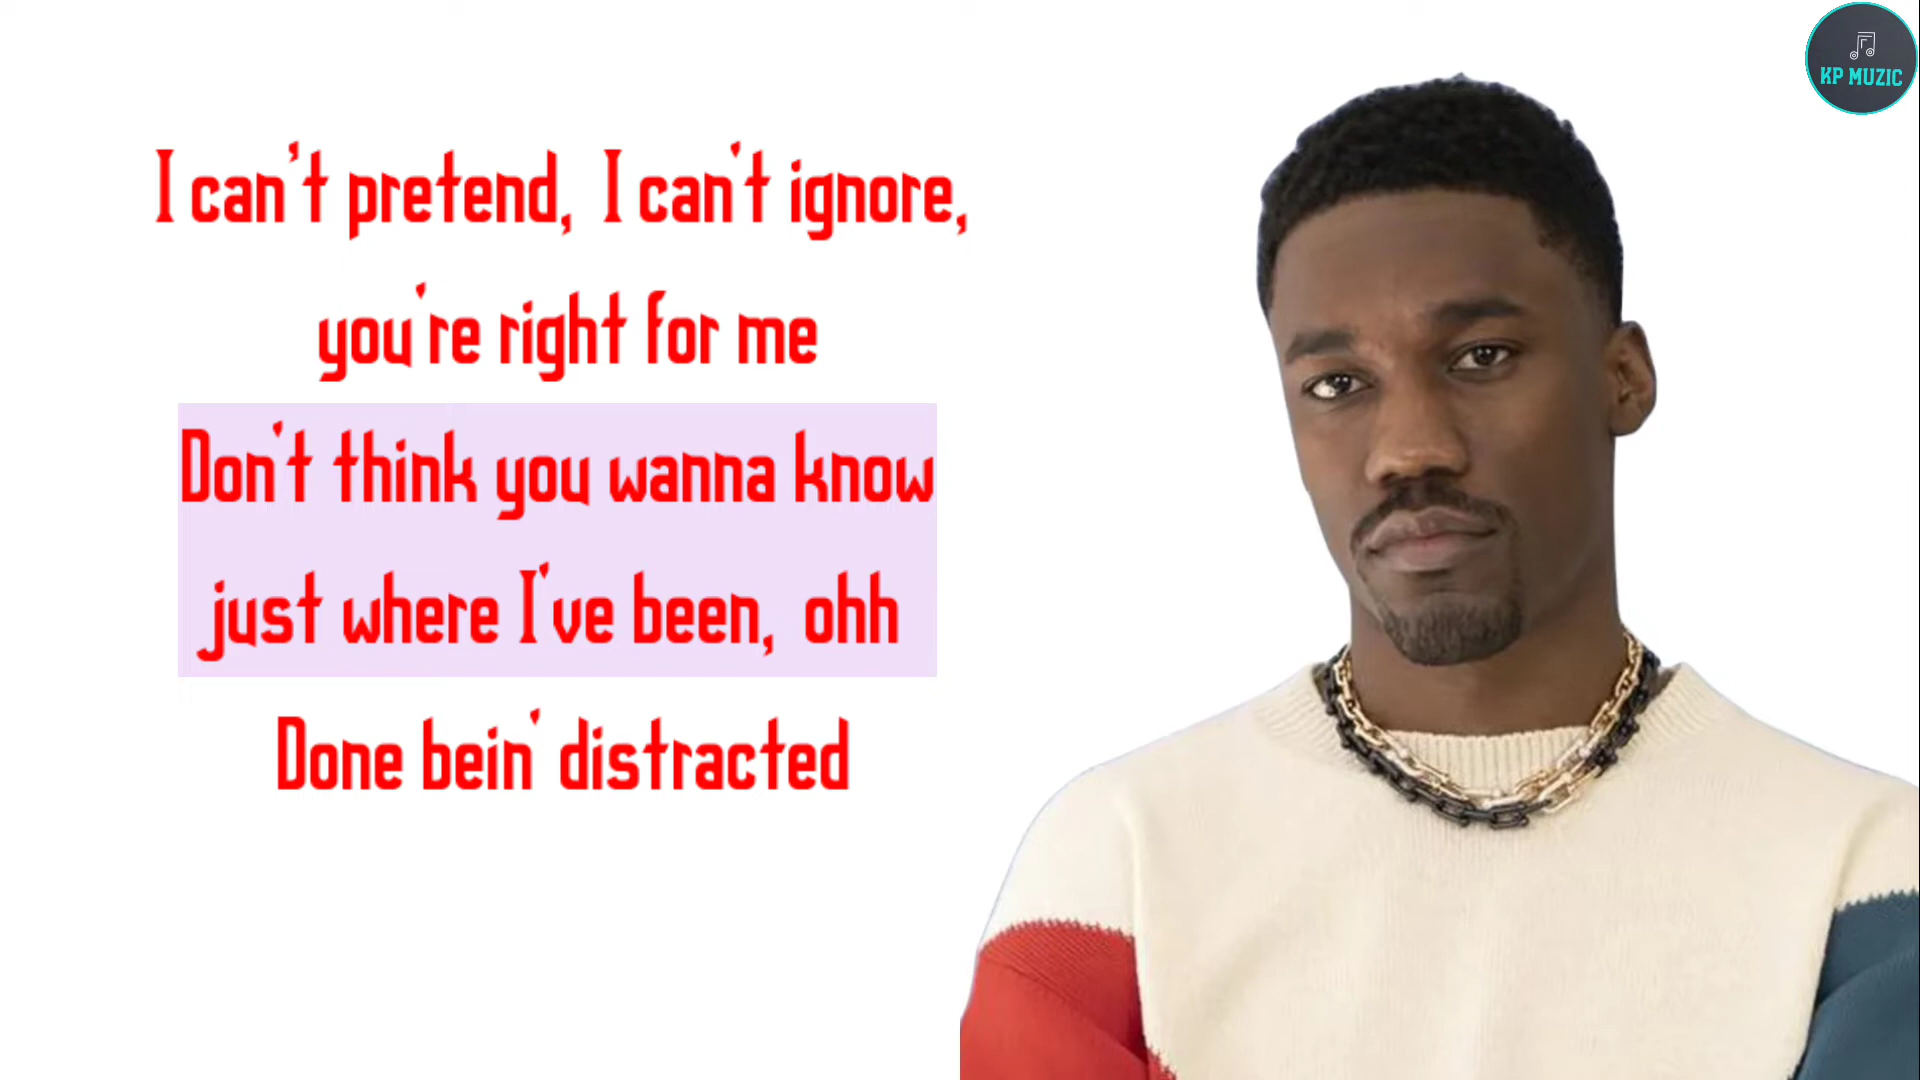 I can't pretend, I can't ignore,
you're right for me
Don't think you wanna know
just where I've been, ohh
Done bein' distracted
KP MUZIC